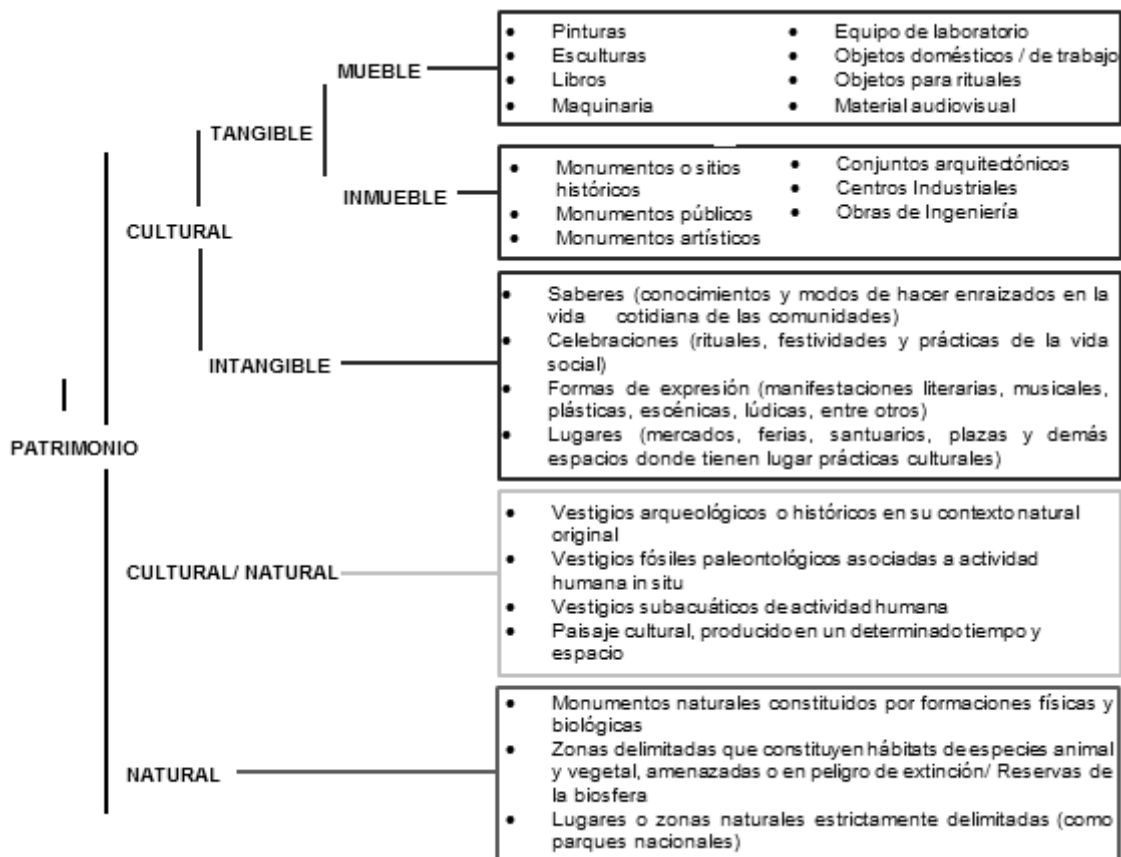 PATRIMONIO
CULTURAL
TANGIBLE
MUEBLE
• Pinturas
• Esculturas
• Libros
• Maquinaria
• Equipo de laboratorio
• Objetos domésticos / de trabajo
• Objetos para rituales
• Material audiovisual
INMUEBLE
• Monumentos o sitios
históricos
• Monumentos públicos
• Monumentos artísticos
• Conjuntos arquitectónicos
• Centros Industriales
• Obras de Ingeniería
INTANGIBLE
• Saberes (conocimientos y modos de hacer enraizados en la
vida cotidiana de las comunidades)
• Celebraciones (rituales, festividades y prácticas de la vida
social)
• Formas de expresión (manifestaciones literarias, musicales,
plásticas, escénicas, lúdicas, entre otros)
• Lugares (mercados, ferias, santuarios, plazas y demás
espacios donde tienen lugar prácticas culturales)
CULTURAL/ NATURAL
• Vestigios arqueológicos o históricos en su contexto natural
original
• Vestigios fósiles paleontológicos asociadas a actividad
humana in situ
• Vestigios subacuáticos de actividad humana
• Paisaje cultural, producido en un determinado tiempo y
espacio
NATURAL
• Monumentos naturales constituidos por formaciones físicas y
biológicas
• Zonas delimitadas que constituyen hábitats de especies animal
y vegetal, amenazadas o en peligro de extinción/ Reservas de
la biosfera
• Lugares o zonas naturales estrictamente delimitadas (como
parques nacionales)